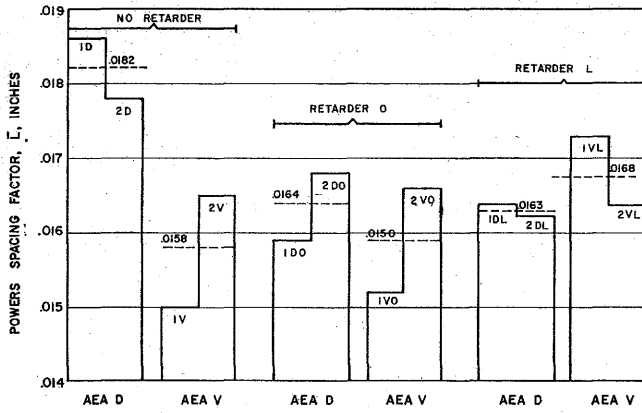 .019
.018
.017
.016
.015
.014
POWERS SPACING FACTOR, L̅, INCHES
NO RETARDER
RETARDER O
RETARDER L
1D
.0182
2D
.0158
1V
2V
.0164
1DO
2DO
.0150
1VO
2VO
.0163
1DL
2DL
1VL
.0168
2VL
AEA D
AEA V
AEA D
AEA V
AEA D
AEA V